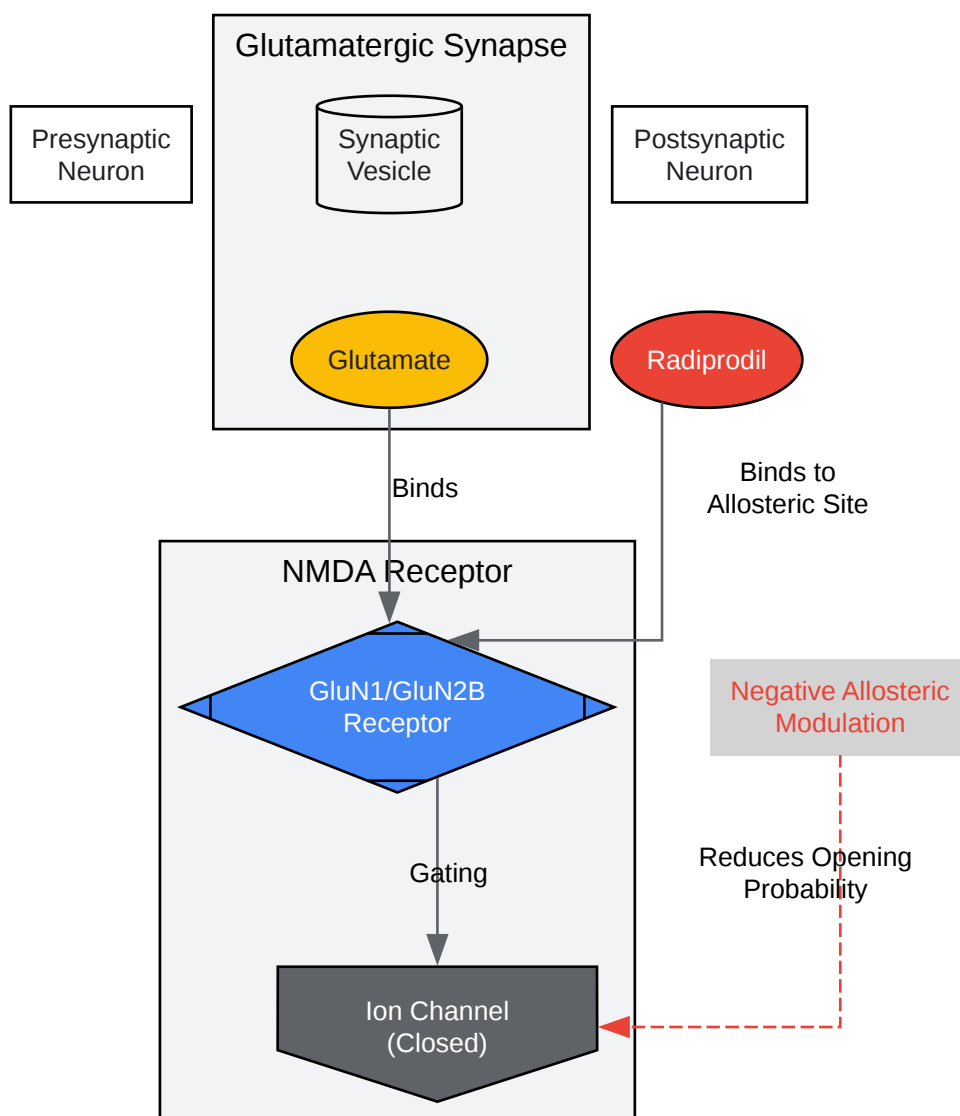 Glutamatergic Synapse
Presynaptic
Neuron
Synaptic
Vesicle
Postsynaptic
Neuron
Glutamate
Radiprodil
Binds
Binds to
Allosteric Site
NMDA Receptor
GluN1/GluN2B
Receptor
Negative Allosteric
Modulation
Gating
Reduces Opening
Probability
Ion Channel
(Closed)